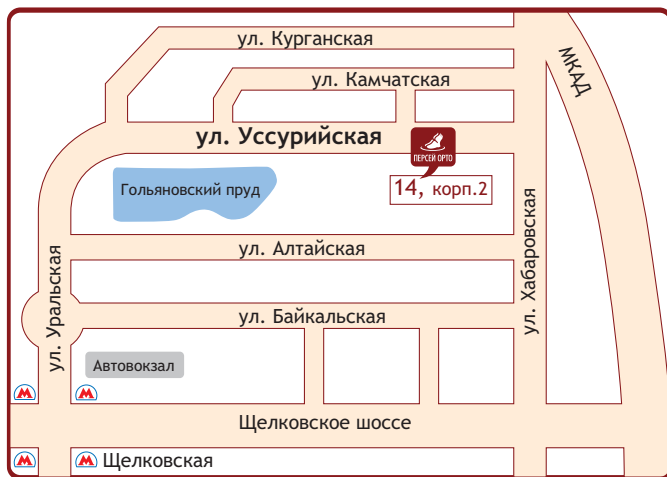 ул. Курганская
МКАД
ул. Камчатская
ул. Уссурийская
ПЕРСЕЙ ОРТО
14, корп.2
Гольяновский пруд
ул. Алтайская
ул. Хабаровская
ул. Уральская
ул. Байкальская
Автовокзал
М
М
Щелковское шоссе
М
М Щелковская